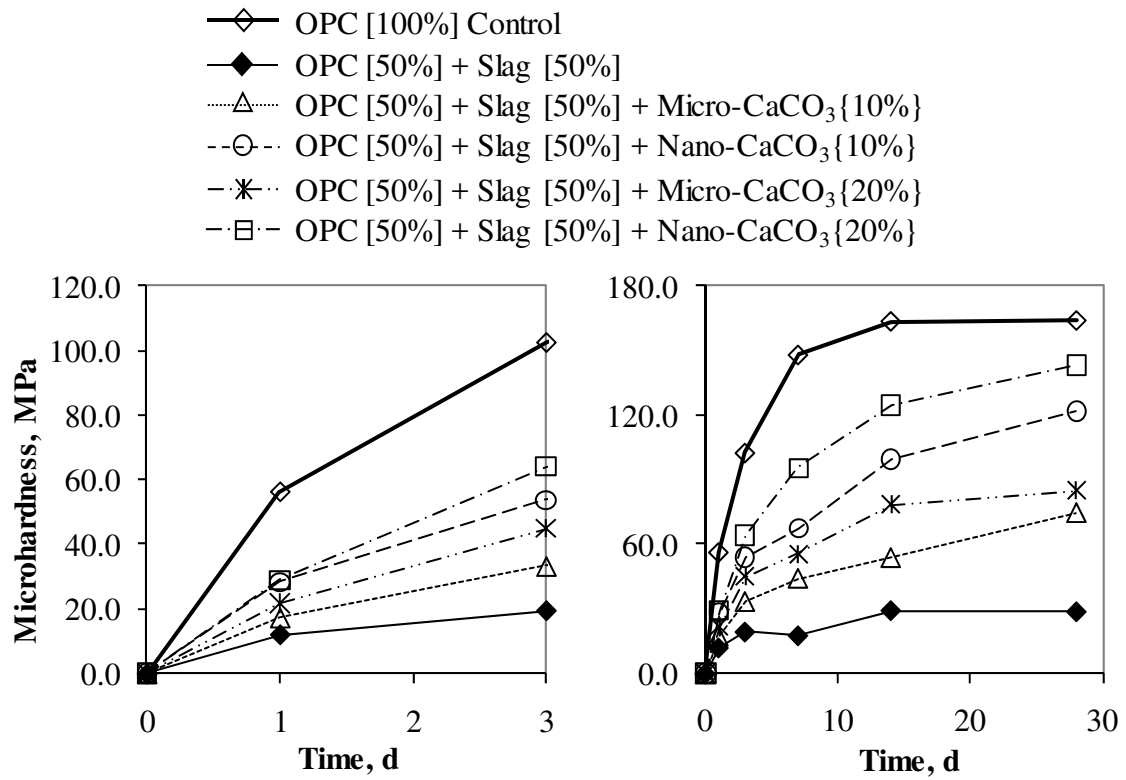 OPC [100%] Control
OPC [50%] + Slag [50%]
OPC [50%] + Slag [50%] + Micro-CaCO₃{10%}
OPC [50%] + Slag [50%] + Nano-CaCO₃{10%}
OPC [50%] + Slag [50%] + Micro-CaCO₃{20%}
OPC [50%] + Slag [50%] + Nano-CaCO₃{20%}
Microhardness, MPa
120.0
100.0
80.0
60.0
40.0
20.0
0.0
0 1 2 3
Time, d
180.0
120.0
60.0
0.0
0 10 20 30
Time, d